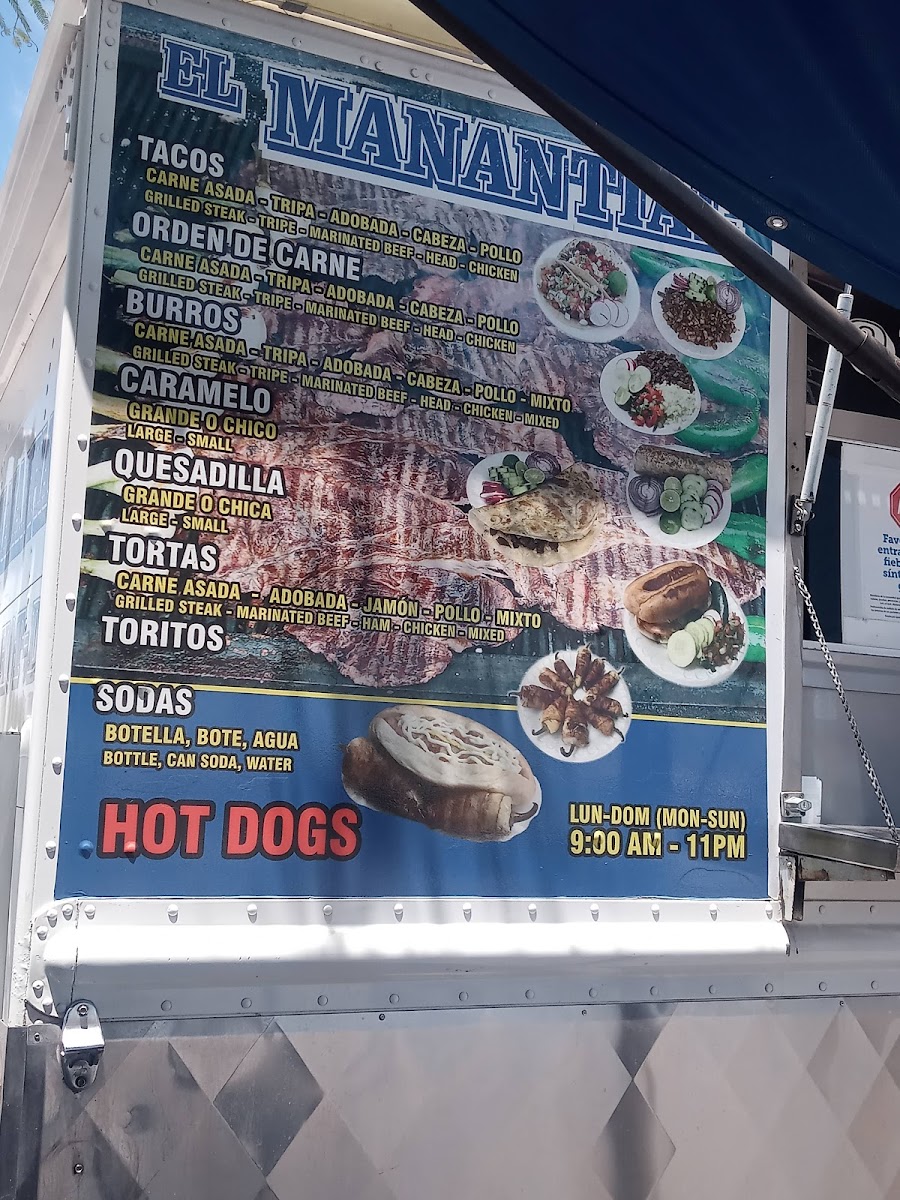 EL MANANTIAL
TACOS
CARNE ASADA - TRIPA - ADOBADA - CABEZA - POLLO
GRILLED STEAK - TRIPE - MARINATED BEEF - HEAD - CHICKEN
ORDEN DE CARNE
CARNE ASADA - TRIPA - ADOBADA - CABEZA - POLLO
GRILLED STEAK - TRIPE - MARINATED BEEF - HEAD - CHICKEN
BURROS
CARNE ASADA - TRIPA - ADOBADA - CABEZA - POLLO - MIXTO
GRILLED STEAK - TRIPE - MARINATED BEEF - HEAD - CHICKEN - MIXED
CARAMELO
GRANDE O CHICO
LARGE - SMALL
QUESADILLA
GRANDE O CHICA
LARGE - SMALL
TORTAS
CARNE ASADA - ADOBADA - JAMÓN - POLLO - MIXTO
GRILLED STEAK - MARINATED BEEF - HAM - CHICKEN - MIXED
TORITOS
SODAS
BOTELLA, BOTE, AGUA
BOTTLE, CAN SODA, WATER
HOT DOGS
LUN-DOM (MON-SUN)
9:00 AM - 11PM